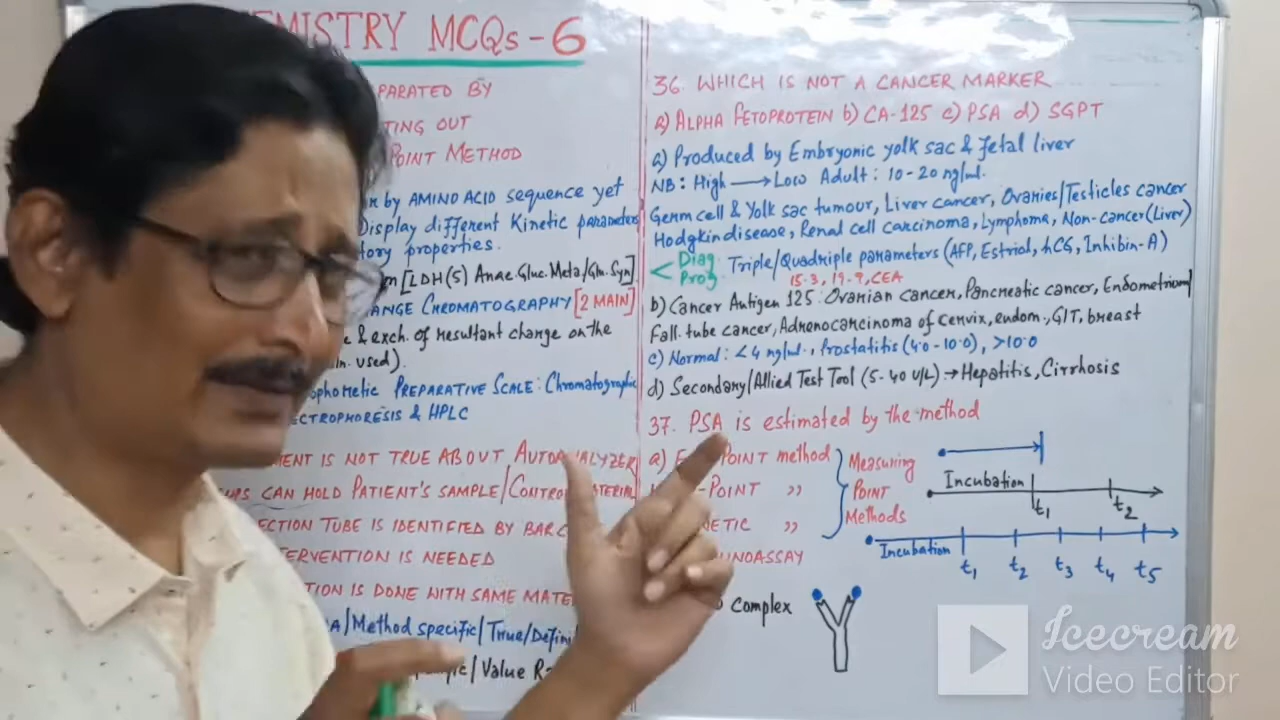 EMISTRY MCQs - 6
PARATED BY
TING OUT
POINT METHOD
BY AMINO ACID sequence yet
Display different Kinetic parameters
tory properties.
[LDH(5) Anae. Gluc. Meta/Glu. Syn]
ANGE CHROMATOGRAPHY [2 MAIN]
& exch. of resultant change on the
used).
ophometic PREPARATIVE SCALE: Chromatographic
ECTROPHORESIS & HPLC
MENT IS NOT TRUE ABOUT AUTOANALYZER
CAN HOLD PATIENT'S SAMPLE/CONTROL MATERIAL
ECTION TUBE IS IDENTIFIED BY BARC
TERVENTION IS NEEDED
TION IS DONE WITH SAME MATE
A/Method specific/True/Defini
/Value
36. WHICH IS NOT A CANCER MARKER
a) ALPHA FETOPROTEIN b) CA-125 c) PSA d) SGPT
a) Produced by Embryonic yolk sac & fetal liver
NB: High → Low Adult: 10-20 ng/ml.
Germ cell & Yolk sac tumour, Liver cancer, Ovaries/Testicles cancer
Hodgkin disease, Renal cell carcinoma, Lymphoma, Non-cancer (Liver)
< Diag. Prog. Triple/Quadriple parameters (AFP, Estriol, hCG, Inhibin-A)
15-3, 19-9, CEA
b) Cancer Antigen 125: Ovarian cancer, Pancreatic cancer, Endometrium
Fall. tube cancer, Adrenocarcinoma of cervix, endom., GIT, breast
c) Normal: <4 ng/ml., Prostatitis (4.0-10.0), >10.0
d) Secondary/Allied Test Tool (5-40 U/L) → Hepatitis, Cirrhosis
37. PSA is estimated by the method
a) E POINT method
-POINT "
NETIC "
UNOASSAY
Measuring
POINT
Methods
Incubation t1 t2
Incubation t1 t2 t3 t4 t5
Complex
Icecream
Video Editor